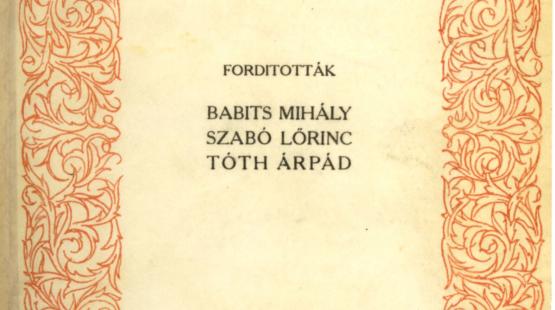 FORDITOTTÁK
BABITS MIHÁLY
SZABÓ LŐRINC
TÓTH ÁRPÁD